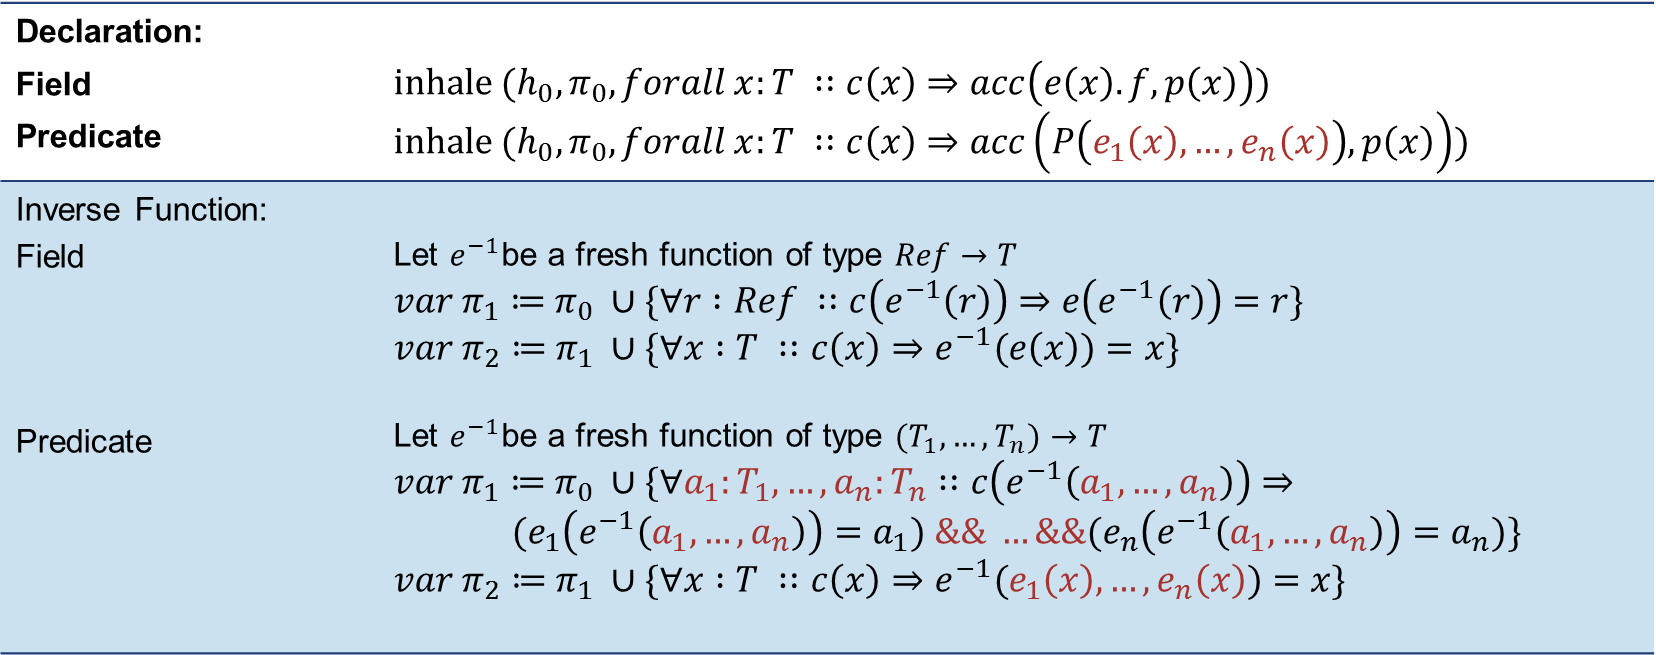 Declaration:
Field inhale (h₀, π₀, forall x: T ∷ c(x) ⇒ acc(e(x). f, p(x)))
Predicate inhale (h₀, π₀, forall x: T ∷ c(x) ⇒ acc (P(e₁(x), … , eₙ(x)), p(x)))
Inverse Function:
Field Let e⁻¹ be a fresh function of type Ref → T
var π₁ ≔ π₀ ∪ {∀r : Ref ∷ c(e⁻¹(r)) ⇒ e(e⁻¹(r)) = r}
var π₂ ≔ π₁ ∪ {∀x : T ∷ c(x) ⇒ e⁻¹(e(x)) = x}
Predicate Let e⁻¹ be a fresh function of type (T₁, … , Tₙ) → T
var π₁ ≔ π₀ ∪ {∀a₁: T₁, … , aₙ: Tₙ ∷ c(e⁻¹(a₁, … , aₙ)) ⇒
(e₁(e⁻¹(a₁, … , aₙ)) = a₁) && … &&(eₙ(e⁻¹(a₁, … , aₙ)) = aₙ)}
var π₂ ≔ π₁ ∪ {∀x : T ∷ c(x) ⇒ e⁻¹(e₁(x), … , eₙ(x)) = x}